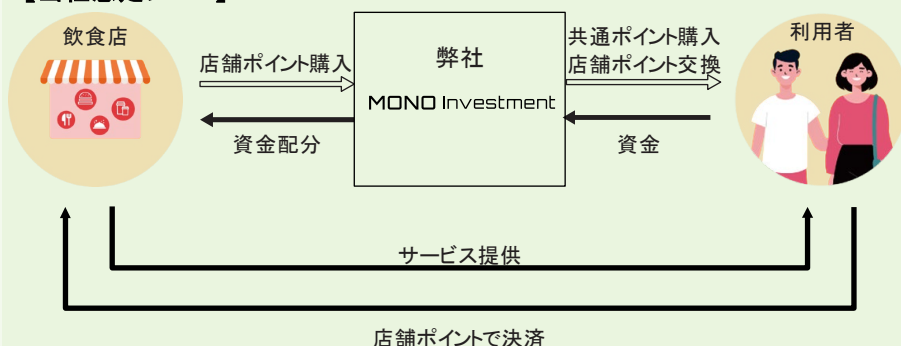 飲食店
店舗ポイント購入
資金配分
弊社
MONO Investment
共通ポイント購入
店舗ポイント交換
資金
利用者
サービス提供
店舗ポイントで決済